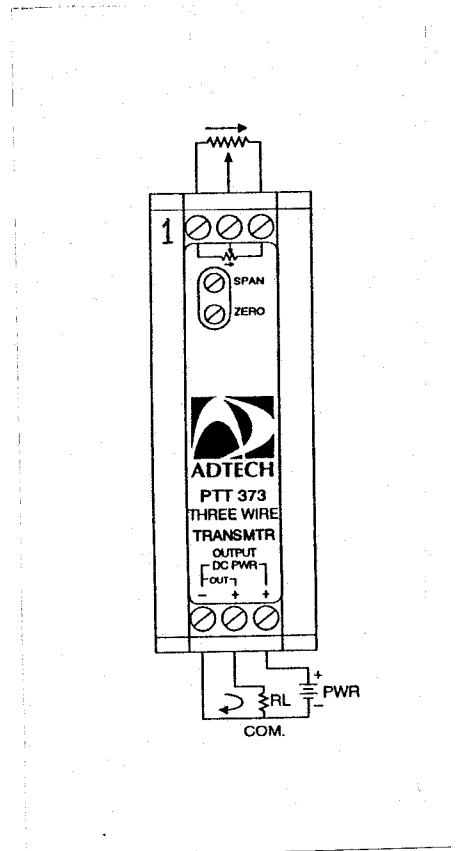 1
SPAN
ZERO
ADTECH
PTT 373
THREE WIRE
TRANSMTR
OUTPUT
DC PWR
OUT
− + +
RL
+
PWR
−
COM.